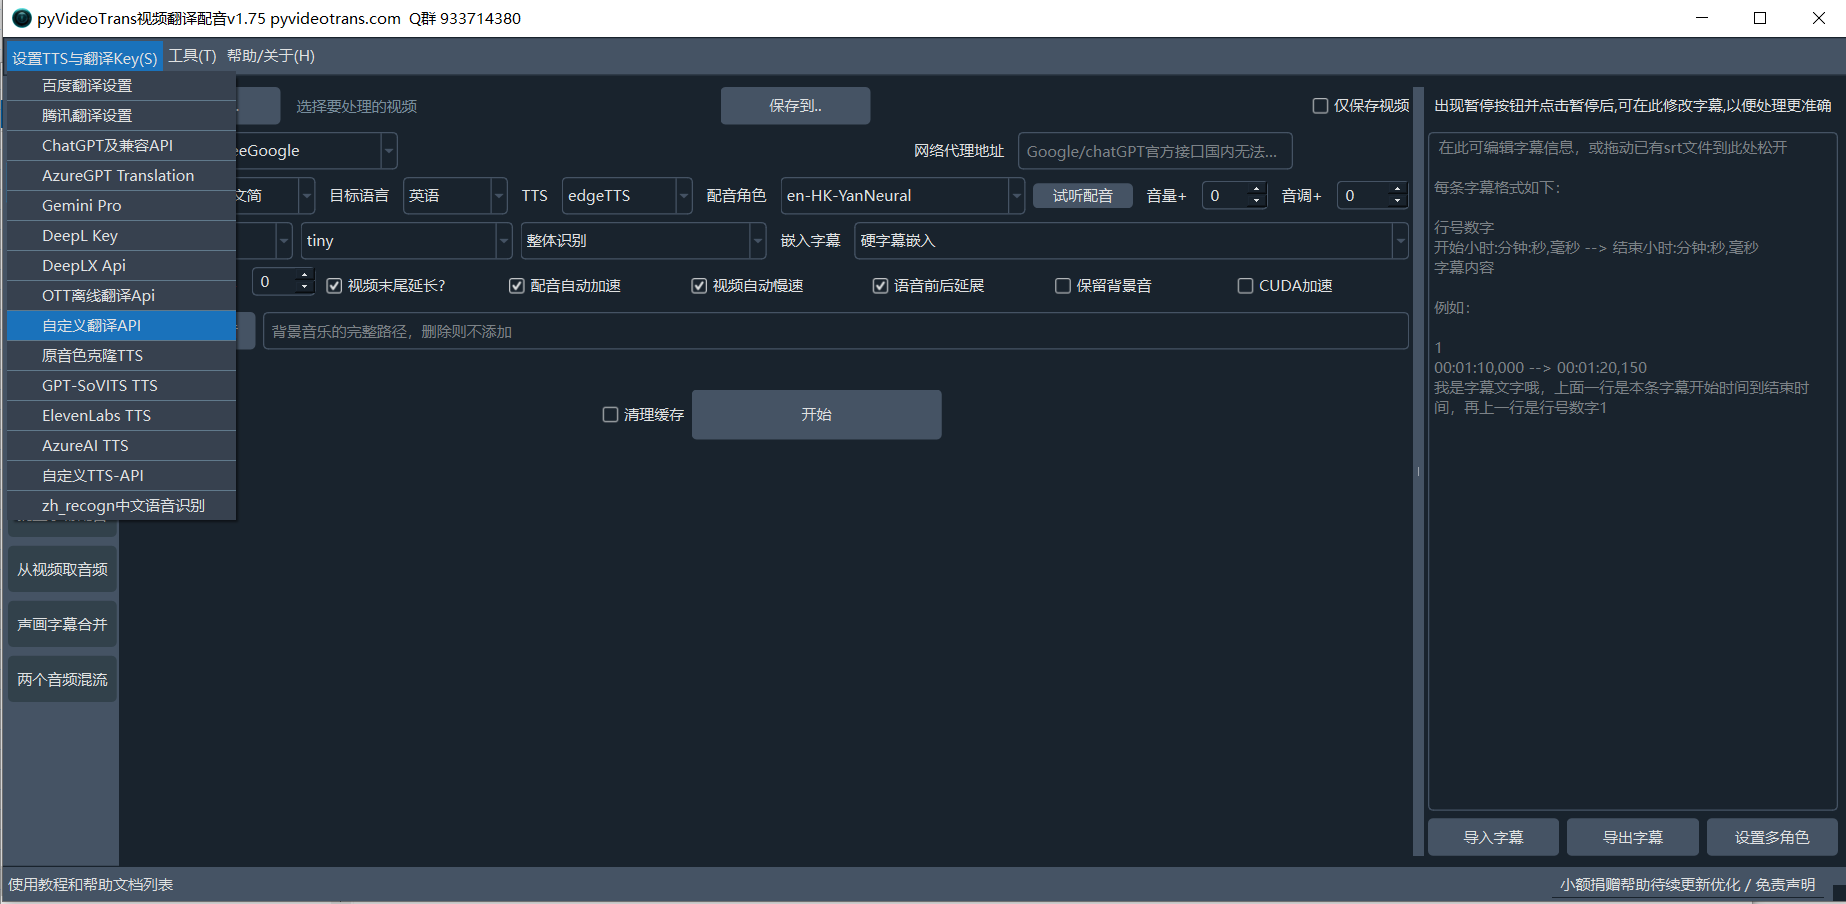 pyVideoTrans视频翻译配音v1.75 pyvideotrans.com  Q群 933714380
设置TTS与翻译Key(S) 工具(T) 帮助/关于(H)
百度翻译设置
腾讯翻译设置
ChatGPT及兼容API
AzureGPT Translation
Gemini Pro
DeepL Key
DeepLX Api
OTT离线翻译Api
自定义翻译API
原音色克隆TTS
GPT-SoVITS TTS
ElevenLabs TTS
AzureAI TTS
自定义TTS-API
zh_recogn中文语音识别
选择要处理的视频 保存到.. 仅保存视频
eGoogle 网络代理地址 Google/chatGPT官方接口国内无法...
文简 目标语言 英语 TTS edgeTTS 配音角色 en-HK-YanNeural 试听配音 音量+ 0 音调+ 0
tiny 整体识别 嵌入字幕 硬字幕嵌入
0 视频末尾延长? 配音自动加速 视频自动慢速 语音前后延展 保留背景音 CUDA加速
背景音乐的完整路径，删除则不添加
清理缓存 开始
从视频取音频
声画字幕合并
两个音频混流
出现暂停按钮并点击暂停后,可在此修改字幕,以便处理更准确
在此可编辑字幕信息，或拖动已有srt文件到此处松开
每条字幕格式如下：
行号数字
开始小时:分钟:秒,毫秒 --> 结束小时:分钟:秒,毫秒
字幕内容
例如：
1
00:01:10,000 --> 00:01:20,150
我是字幕文字哦，上面一行是本条字幕开始时间到结束时
间，再上一行是行号数字1
导入字幕 导出字幕 设置多角色
使用教程和帮助文档列表 小额捐赠帮助待续更新优化 / 免责声明